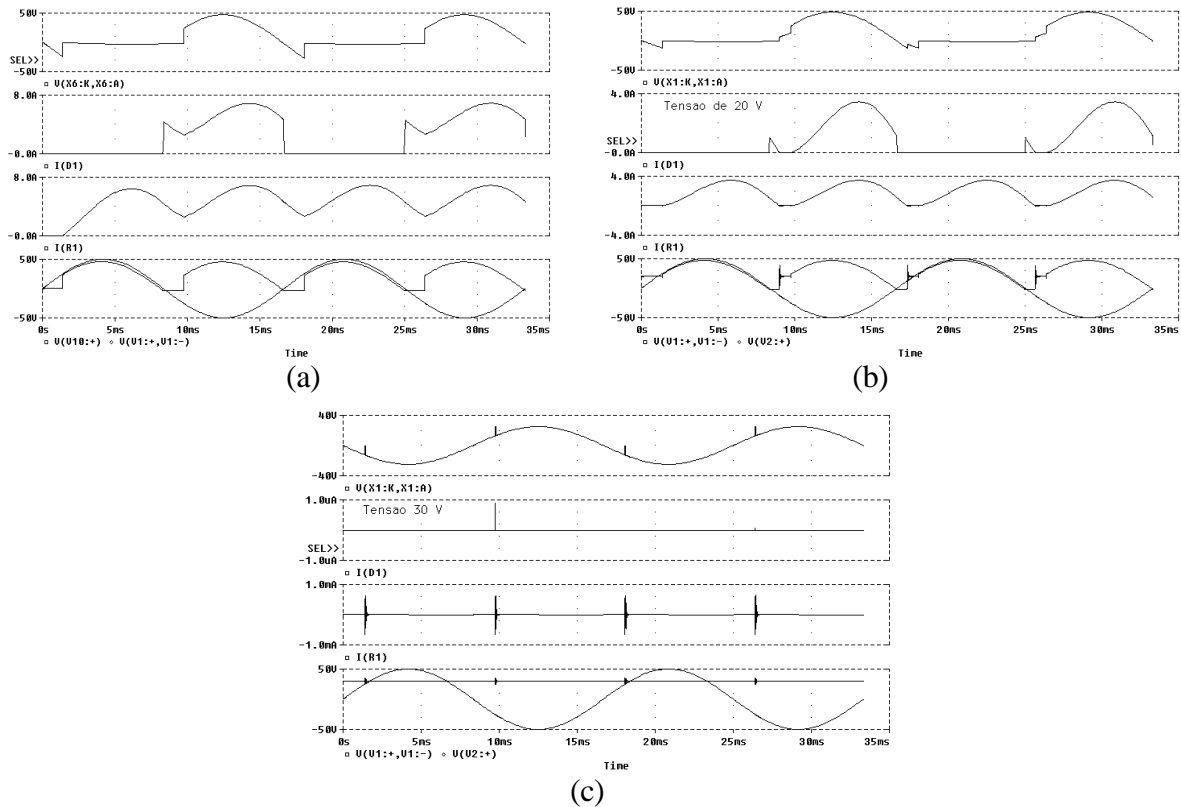 50V
SEL>>
-50V
V(X6:K,X6:A)
8.0A
-0.0A
I(D1)
8.0A
-0.0A
I(R1)
50V
-50V
0s 5ms 10ms 15ms 20ms 25ms 30ms 35ms
V(V10:+) V(V1:+,V1:-)
Time
(a)
50V
-50V
V(X1:K,X1:A)
4.0A
Tensao de 20 V
SEL>>
-0.0A
I(D1)
4.0A
-4.0A
I(R1)
50V
-50V
0s 5ms 10ms 15ms 20ms 25ms 30ms 35ms
V(V1:+,V1:-) V(V2:+)
Time
(b)
40V
-40V
V(X1:K,X1:A)
1.0uA
Tensao 30 V
SEL>>
-1.0uA
I(D1)
1.0mA
-1.0mA
I(R1)
50V
-50V
0s 5ms 10ms 15ms 20ms 25ms 30ms 35ms
V(V1:+,V1:-) V(V2:+)
Time
(c)